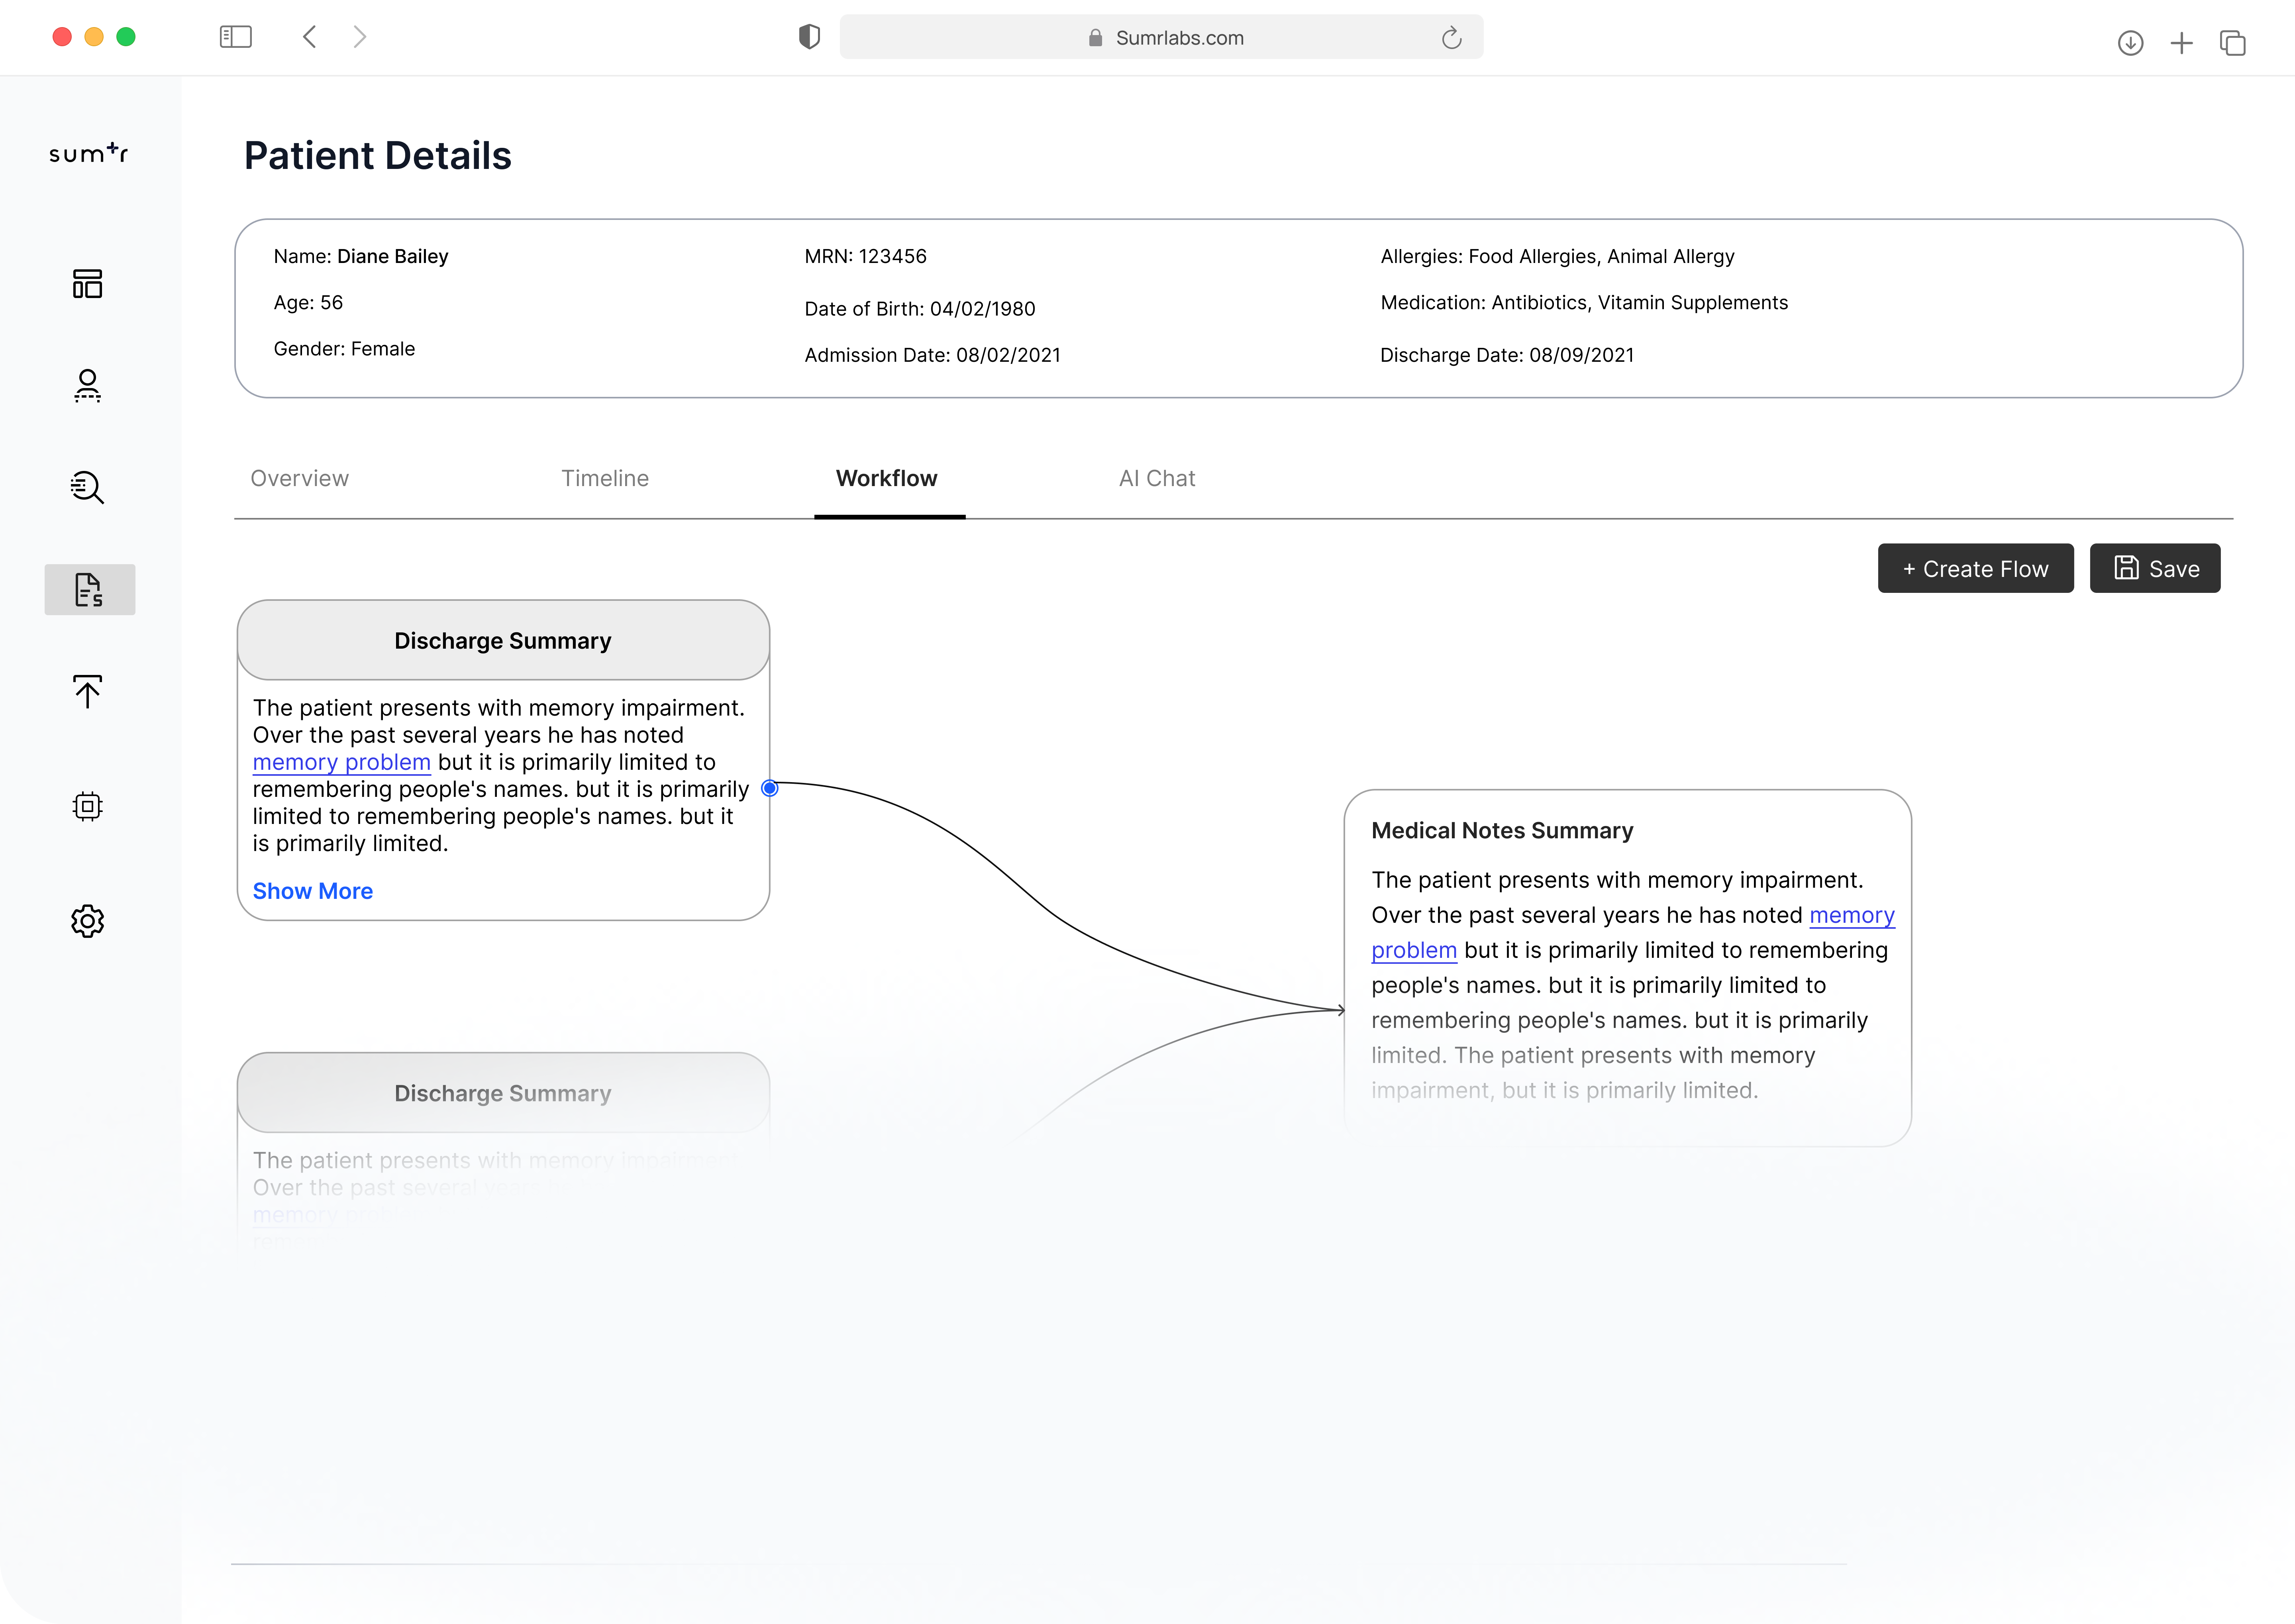 Sumrlabs.com
sum+r
Patient Details
Name: Diane Bailey
MRN: 123456
Allergies: Food Allergies, Animal Allergy
Age: 56
Date of Birth: 04/02/1980
Medication: Antibiotics, Vitamin Supplements
Gender: Female
Admission Date: 08/02/2021
Discharge Date: 08/09/2021
Overview
Timeline
Workflow
AI Chat
+ Create Flow
Save
Discharge Summary
The patient presents with memory impairment.
Over the past several years he has noted
memory problem but it is primarily limited to
remembering people's names. but it is primarily
limited to remembering people's names. but it
is primarily limited.
Show More
Medical Notes Summary
The patient presents with memory impairment.
Over the past several years he has noted memory
problem but it is primarily limited to remembering
people's names. but it is primarily limited to
remembering people's names. but it is primarily
limited. The patient presents with memory
impairment, but it is primarily limited.
Discharge Summary
The patient presents with memory impairment
Over the past several years
memory